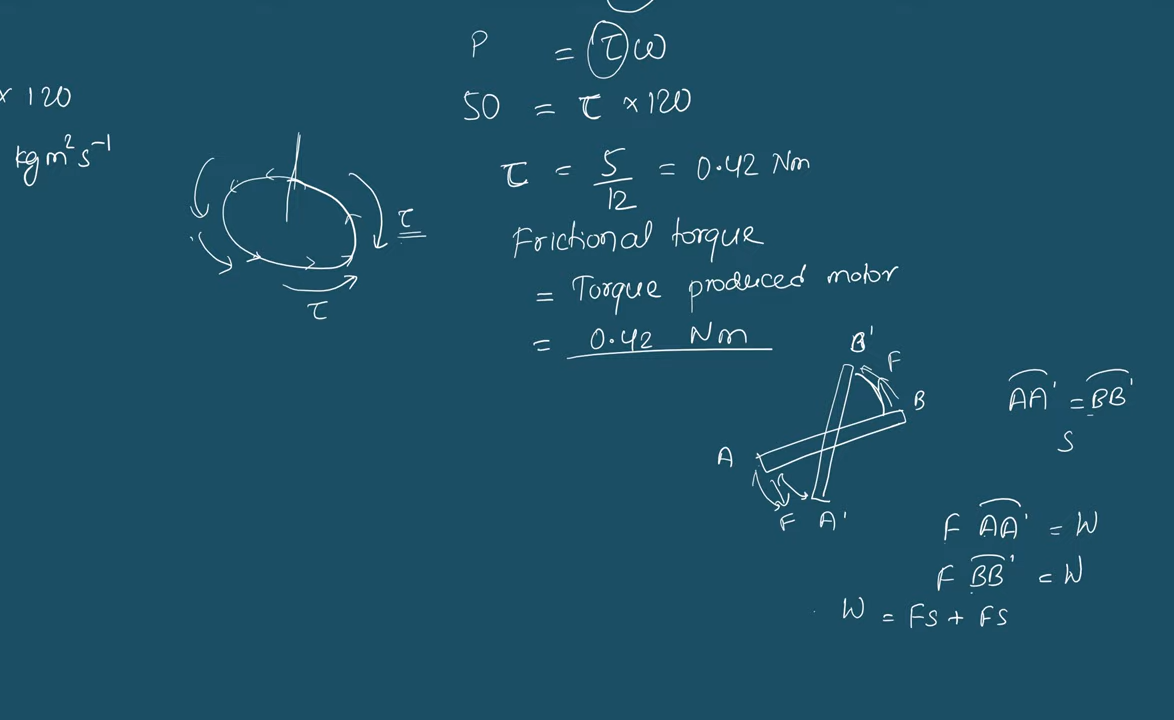 × 120
kg m² s⁻¹
τ
τ
P = τ ω
50 = τ × 120
τ = 5/12 = 0.42 Nm
Frictional torque
= Torque produced motor
= 0.42 Nm
B'
F
B
A
F A'
AA' = BB'
S
F AA' = W
F BB' = W
W = Fs + Fs